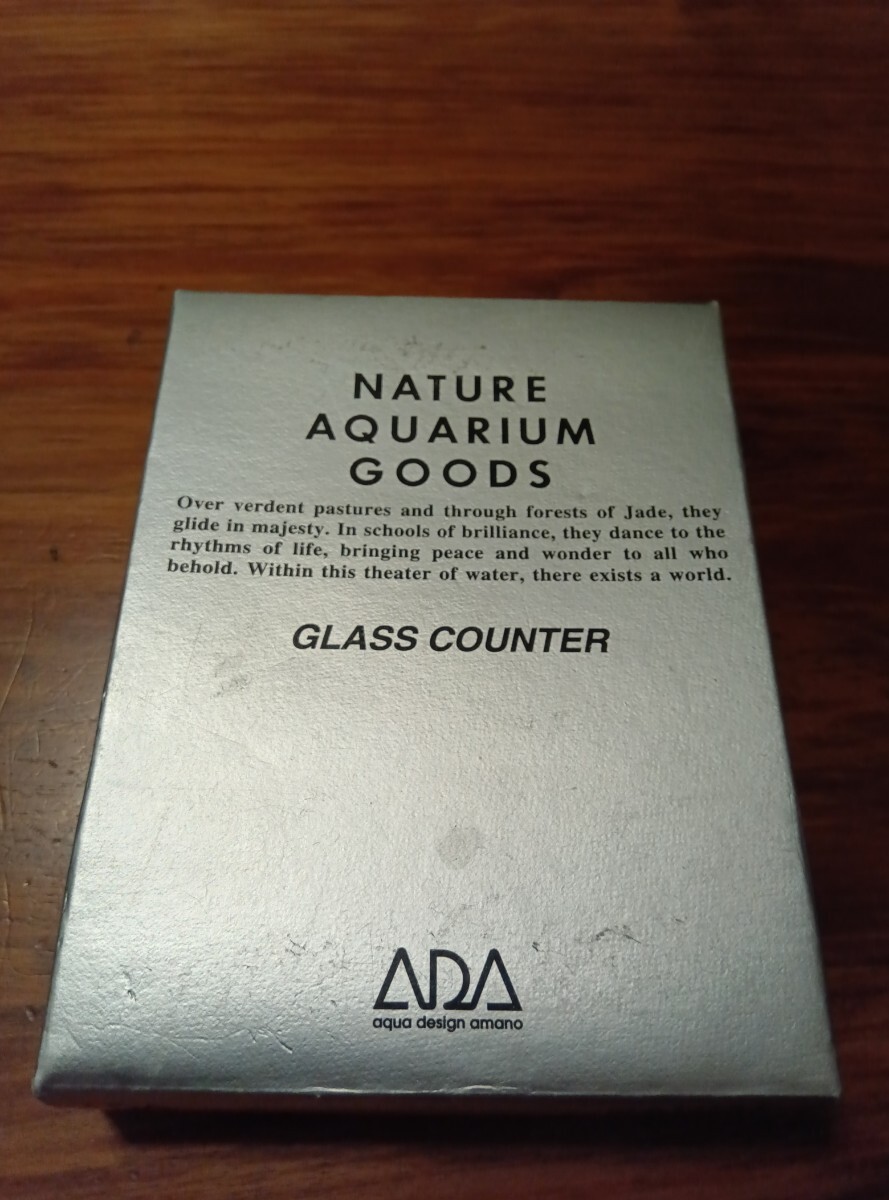 NATURE
AQUARIUM
GOODS
Over verdent pastures and through forests of Jade, they
glide in majesty. In schools of brilliance, they dance to the
rhythms of life, bringing peace and wonder to all who
behold. Within this theater of water, there exists a world.
GLASS COUNTER
ADA
aqua design amano